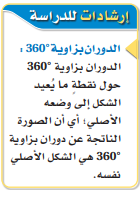 إرشادات للدراسة
الدوران بزاوية °360 :
الدوران بزاوية °360
حول نقطةٍ ما يُعيد
الشكل إلى وضعه
الأصلي؛ أي أن الصورة
الناتجة عن دوران بزاوية
°360 هي الشكل الأصلي
نفسه.